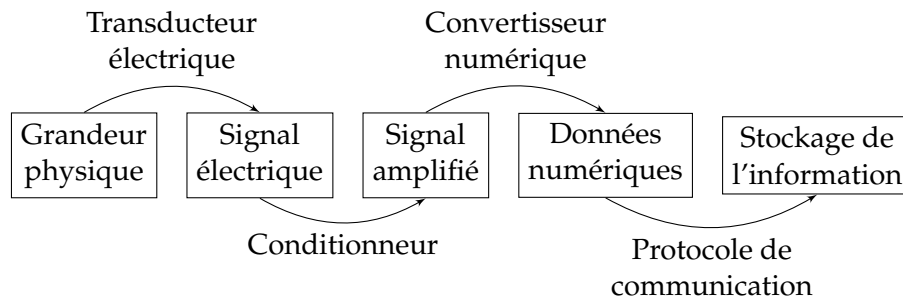 Transducteur
électrique
Convertisseur
numérique
Grandeur
physique
Signal
électrique
Signal
amplifié
Données
numériques
Stockage de
l'information
Conditionneur
Protocole de
communication